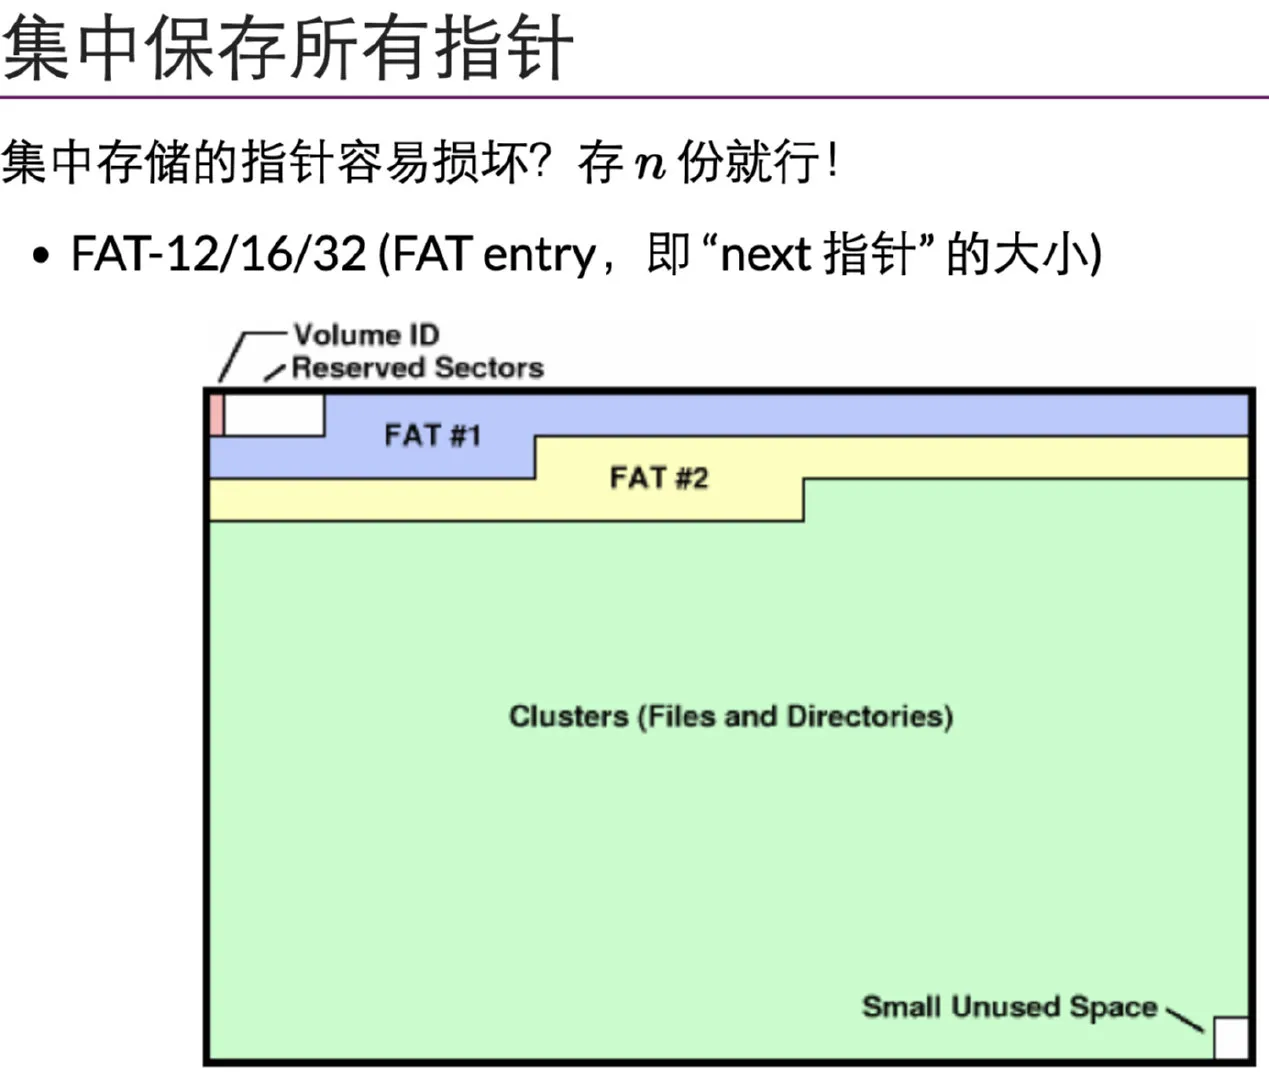 集中保存所有指针
集中存储的指针容易损坏？存 n 份就行！
• FAT-12/16/32 (FAT entry，即 “next 指针” 的大小)
Volume ID
Reserved Sectors
FAT #1
FAT #2
Clusters (Files and Directories)
Small Unused Space